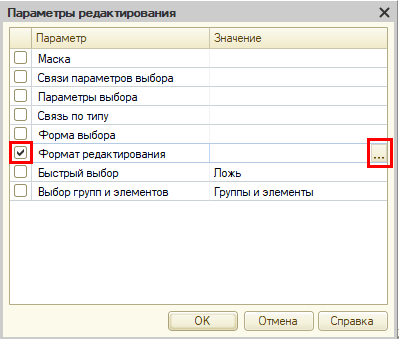 Параметры редактирования
Параметр Значение
Маска
Связи параметров выбора
Параметры выбора
Связь по типу
Форма выбора
Формат редактирования ...
Быстрый выбор Ложь
Выбор групп и элементов Группы и элементы
OK Отмена Справка